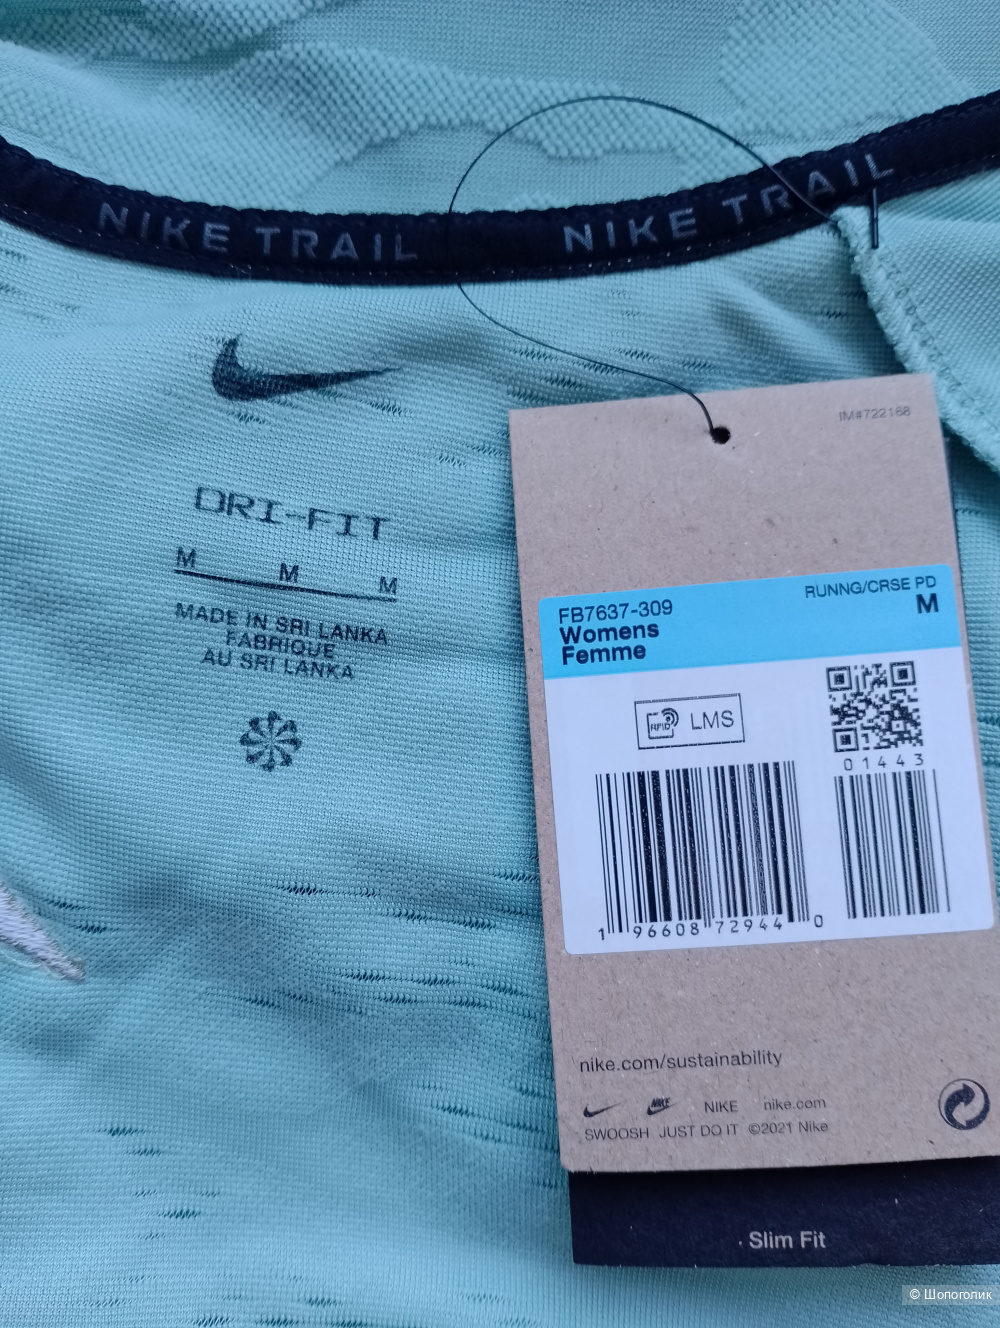 NIKE TRAIL NIKE TRAIL
DRI-FIT
M M M
MADE IN SRI LANKA
FABRIQUE
AU SRI LANKA
IM#722168
RUNNG/CRSE PD
FB7637-309 M
Womens
Femme
RFID LMS
01443
1 96608 72944 0
nike.com/sustainability
NIKE NIKE nike.com
SWOOSH JUST DO IT ©2021 Nike
. Slim Fit
© Шопоголик